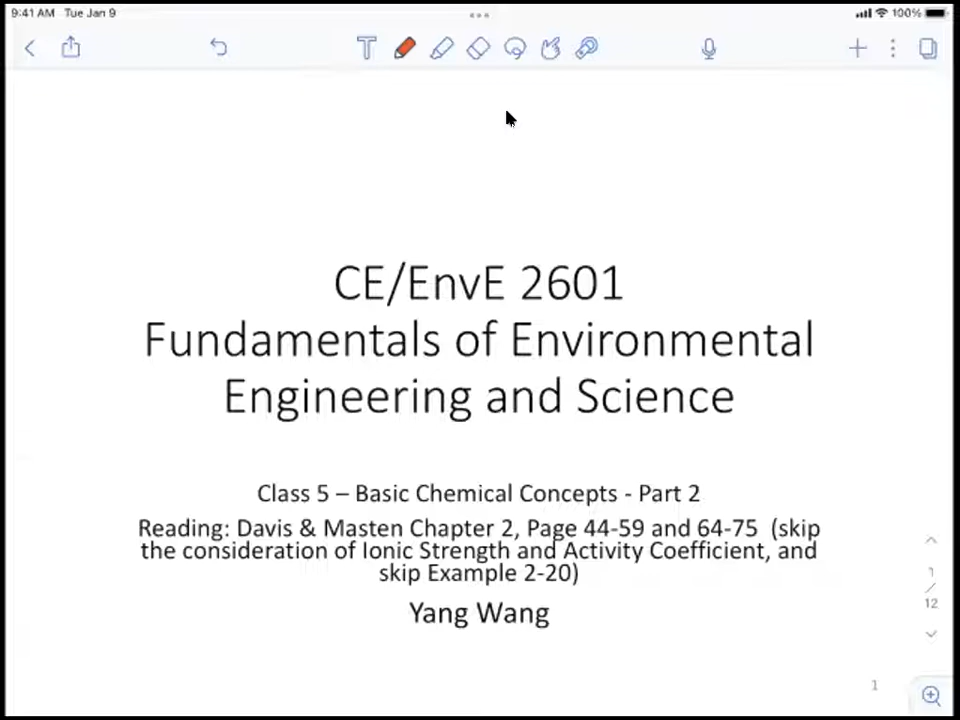 9:41 AM Tue Jan 9
100%
CE/EnvE 2601
Fundamentals of Environmental
Engineering and Science
Class 5 – Basic Chemical Concepts - Part 2
Reading: Davis & Masten Chapter 2, Page 44-59 and 64-75 (skip
the consideration of Ionic Strength and Activity Coefficient, and
skip Example 2-20)
Yang Wang
1
/
12
1